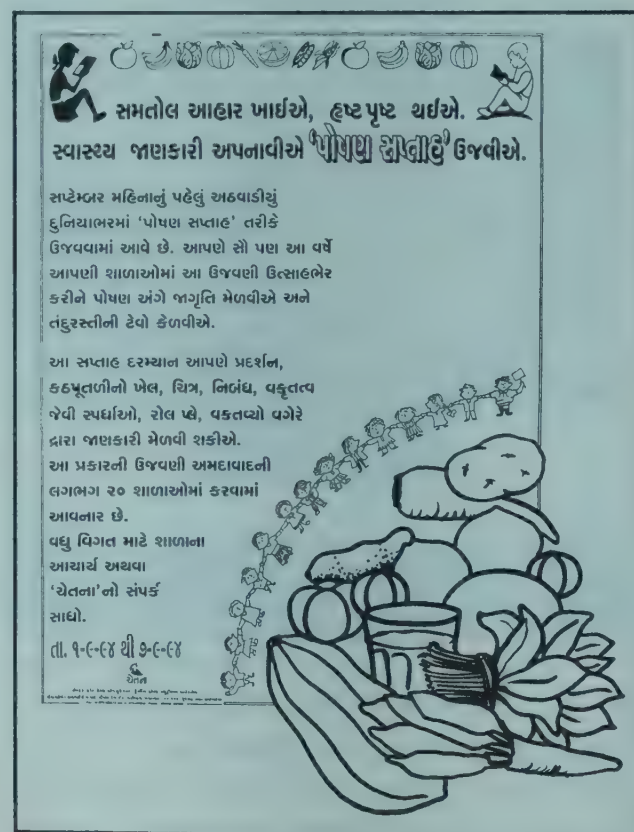 સમતોલ આહાર ખાઈએ, હૃષ્ટપૃષ્ટ થઈએ.
સ્વાસ્થ્ય જાણકારી અપનાવીએ 'પોષણ સપ્તાહ' ઉજવીએ.
સપ્ટેમ્બર મહિનાનું પહેલું અઠવાડીયું
દુનિયાભરમાં 'પોષણ સપ્તાહ' તરીકે
ઉજવવામાં આવે છે. આપણે સૌ પણ આ વર્ષે
આપણી શાળાઓમાં આ ઉજવણી ઉત્સાહભેર
કરીને પોષણ અંગે જાગૃતિ મેળવીએ અને
તંદુરસ્તીની ટેવો કેળવીએ.
આ સપ્તાહ દરમ્યાન આપણે પ્રદર્શન,
કઠપૂતળીનો ખેલ, ચિત્ર, નિબંધ, વકૃતત્વ
જેવી સ્પર્ધાઓ, રોલ પ્લે, વકતવ્યો વગેરે
દ્વારા જાણકારી મેળવી શકીએ.
આ પ્રકારની ઉજવણી અમદાવાદની
લગભગ ૨૦ શાળાઓમાં કરવામાં
આવનાર છે.
વધુ વિગત માટે શાળાના
આચાર્ય અથવા
'ચેતના'નો સંપર્ક
સાધો.
તા. ૧-૯-૯૪ થી ૭-૯-૯૪
ચેતના